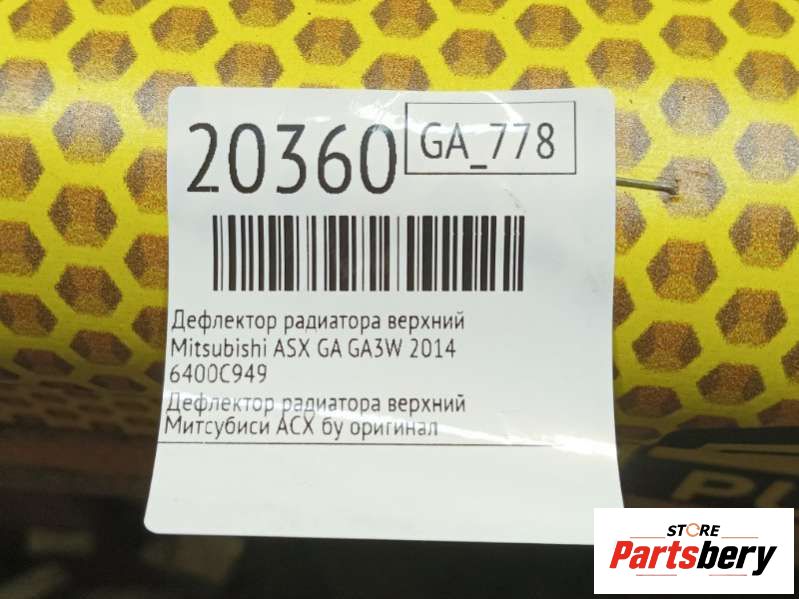 20360
GA_778
Дефлектор радиатора верхний
Mitsubishi ASX GA GA3W 2014
6400C949
Дефлектор радиатора верхний
Митсубиси АСХ бу оригинал
STORE
Partsbery